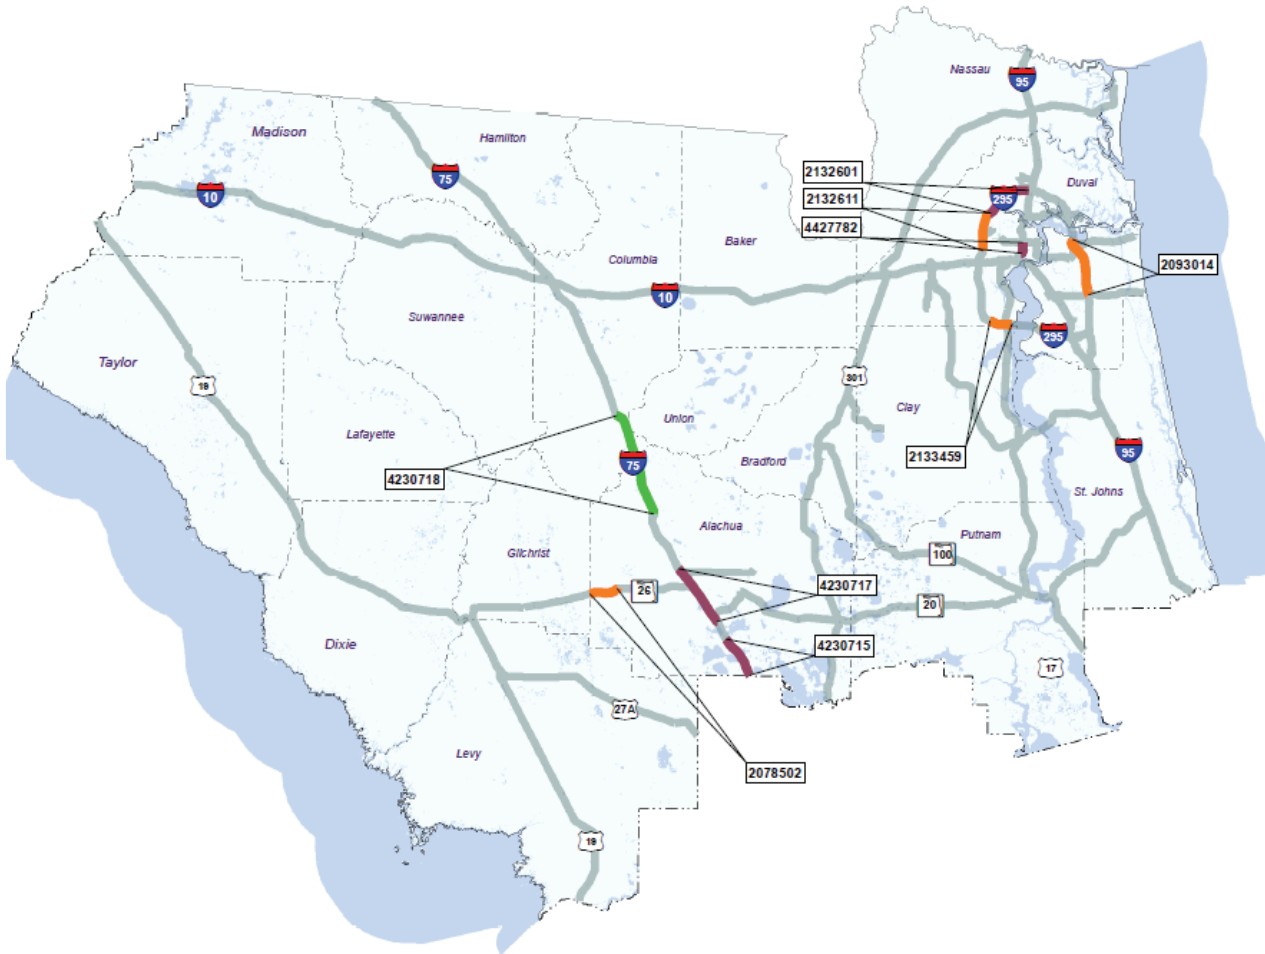 Nassau
95
Madison
Hamilton
2132601
75
Duval
10
295
2132611
4427782
Baker
Columbia
2093014
10
Suwannee
295
Taylor
19
301
Clay
Union
Lafayette
2133459
95
Bradford
75
4230718
St. Johns
Alachua
Putnam
Gilchrist
100
4230717
26
20
Dixie
4230715
17
27A
Levy
2078502
19